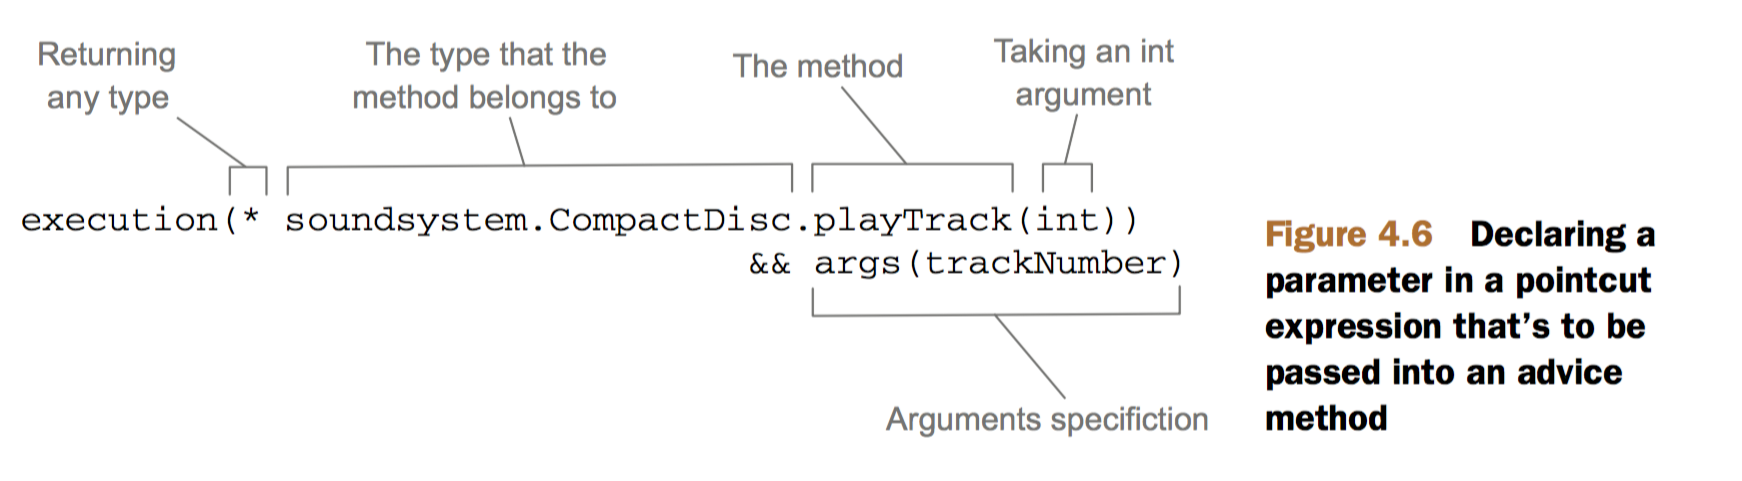 Returning
any type
The type that the
method belongs to
The method
Taking an int
argument
execution(* soundsystem.CompactDisc.playTrack(int))
&& args(trackNumber)
Arguments specifiction
Figure 4.6 Declaring a
parameter in a pointcut
expression that's to be
passed into an advice
method